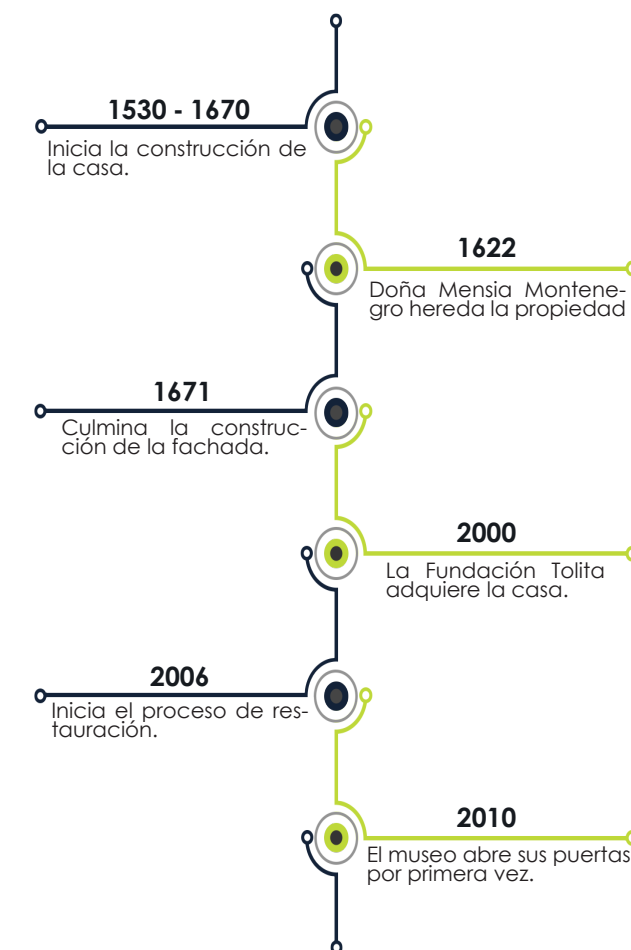 1530 - 1670
Inicia la construcción de
la casa.
1622
Doña Mensia Montene-
gro hereda la propiedad
1671
Culmina la construc-
ción de la fachada.
2000
La Fundación Tolita
adquiere la casa.
2006
Inicia el proceso de res-
tauración.
2010
El museo abre sus puertas
por primera vez.